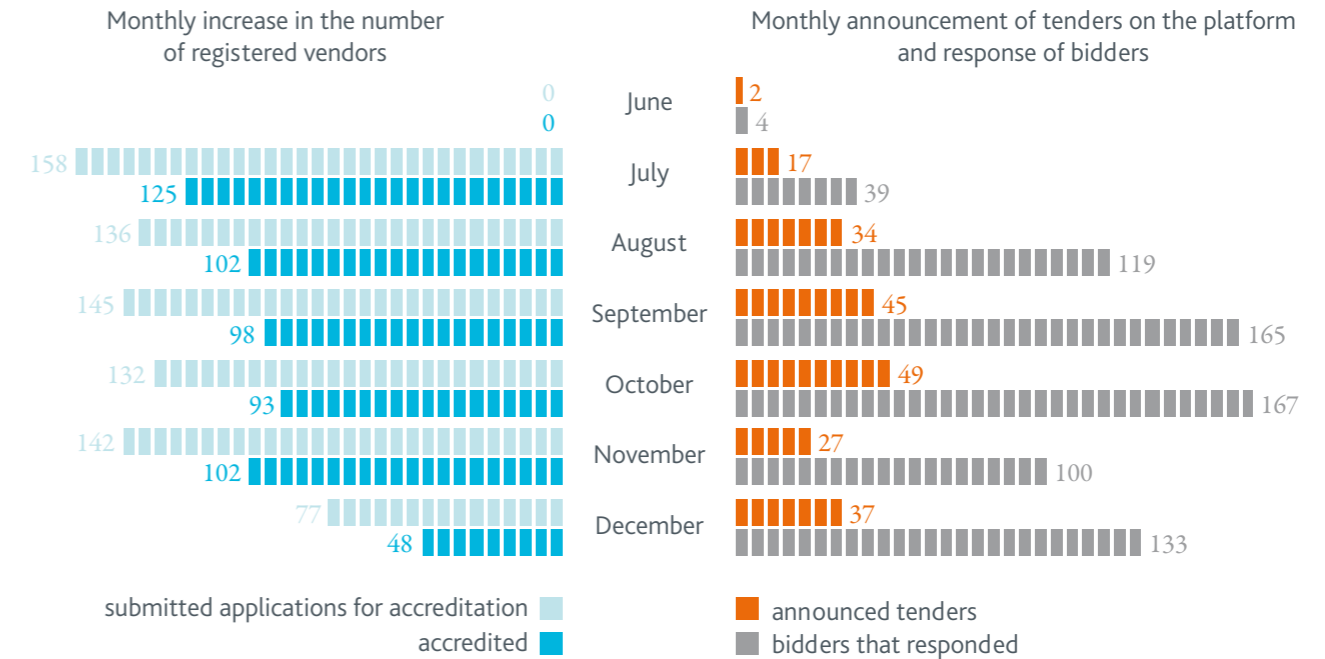 Monthly increase in the number
of registered vendors
Monthly announcement of tenders on the platform
and response of bidders
0
0
June
2
4
158
125
July
17
39
136
102
August
34
119
145
98
September
45
165
132
93
October
49
167
142
102
November
27
100
77
48
December
37
133
submitted applications for accreditation
accredited
announced tenders
bidders that responded